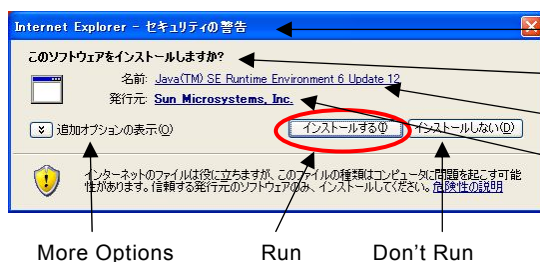 Internet Explorer - セキュリティの警告
このソフトウェアをインストールしますか?
名前: Java(TM) SE Runtime Environment 6 Update 12
発行元: Sun Microsystems, Inc.
追加オプションの表示(O)
インストールする(I)
インストールしない(D)
インターネットのファイルは役に立ちますが、このファイルの種類はコンピュータに問題を起こす可能
性があります。信頼する発行元のソフトウェアのみ、インストールしてください。危険性の説明
More Options
Run
Don't Run